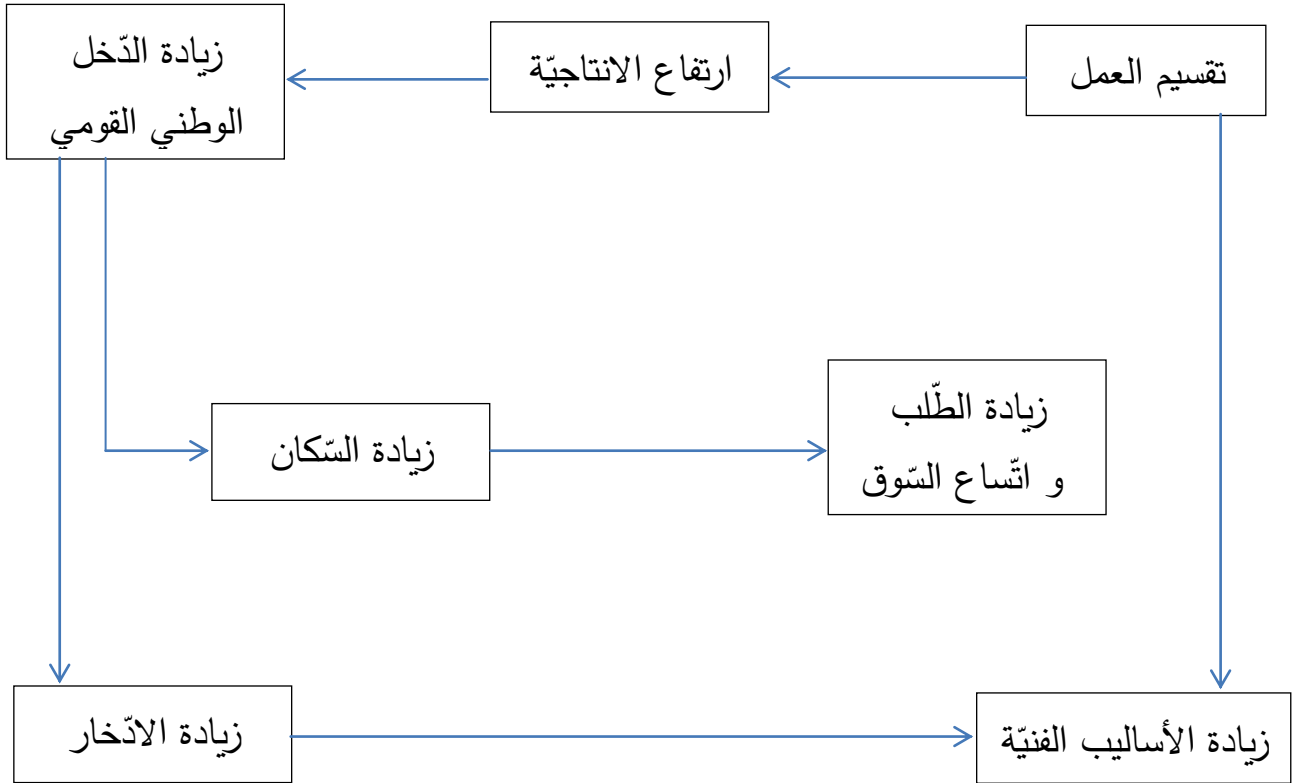 تقسيم العمل
ارتفاع الانتاجيّة
زيادة الدّخل
الوطني القومي
زيادة السّكان
زيادة الطّلب
و اتّساع السّوق
زيادة الادّخار
زيادة الأساليب الفنيّة